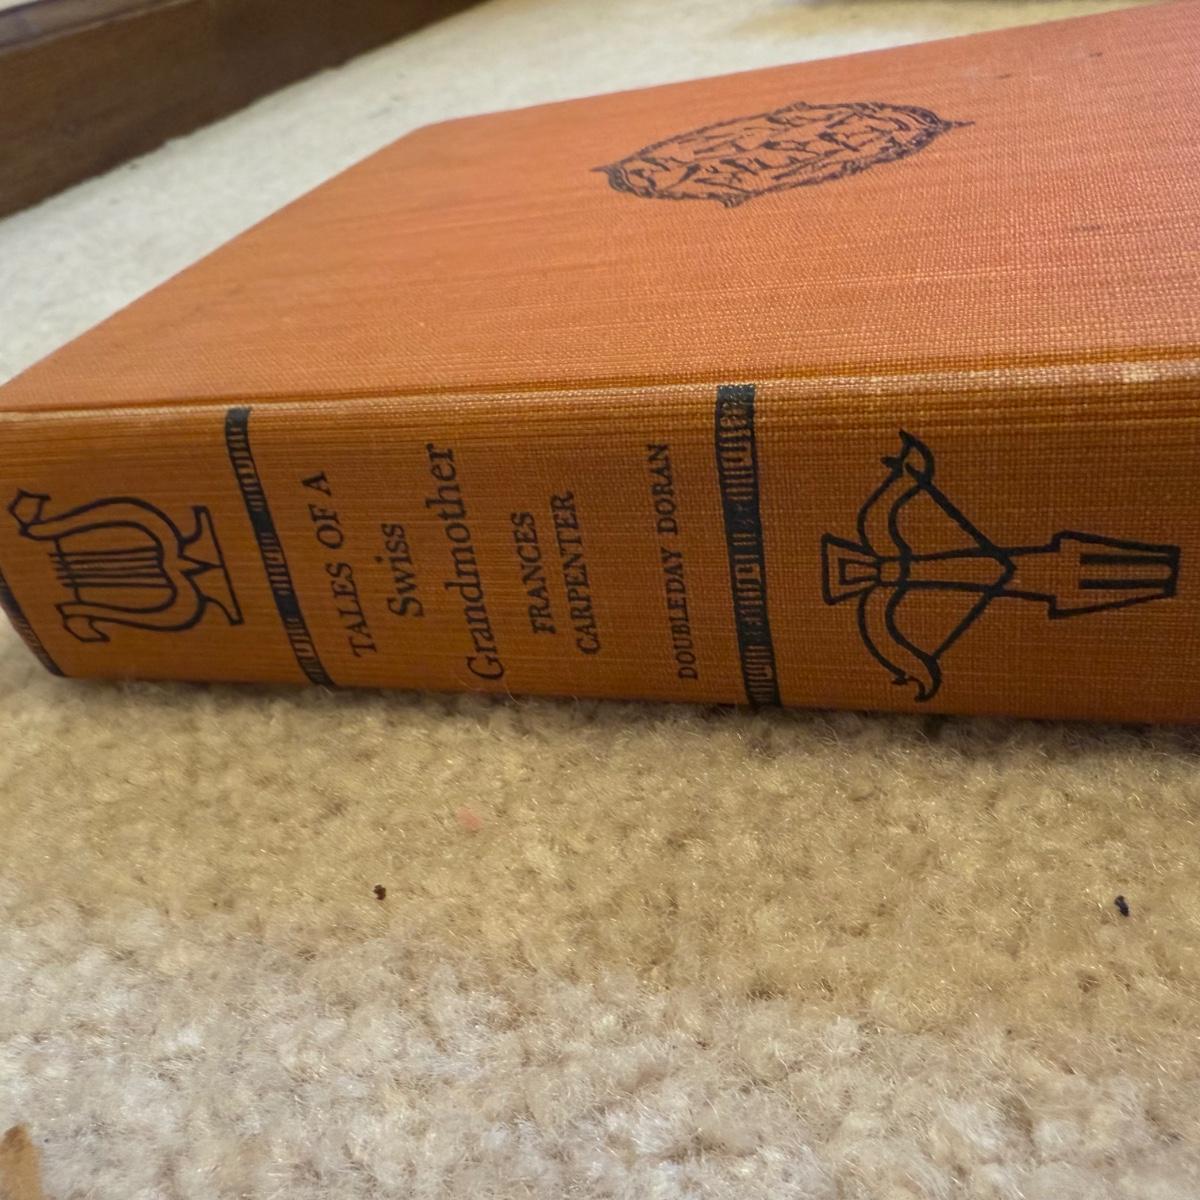 TALES OF A
Swiss
Grandmother
FRANCES
CARPENTER
DOUBLEDAY DORAN